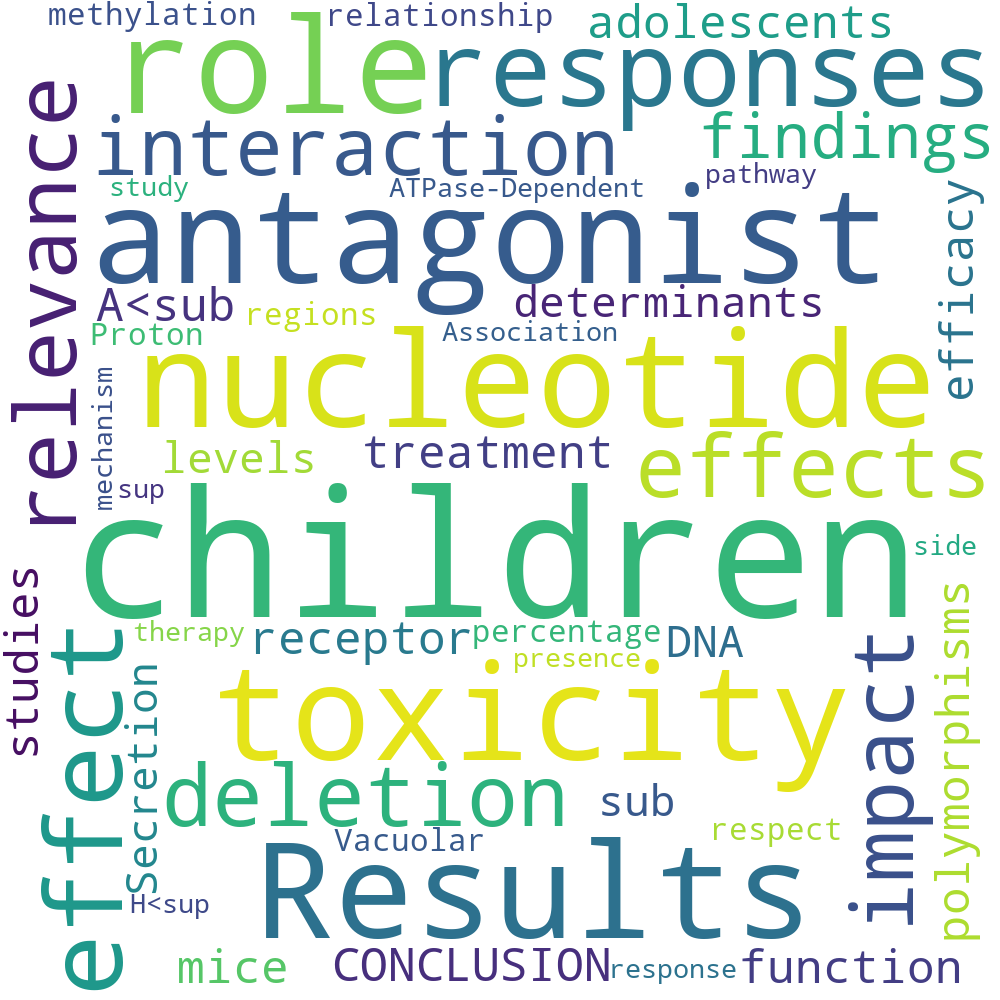 methylation
relationship
adolescents
role
responses
relevance
interaction
findings
study
ATPase-Dependent
pathway
antagonist
efficacy
A<sub
regions
determinants
Proton
Association
nucleotide
mechanism
levels
treatment
effects
sup
children
side
studies
effect
therapy
receptor
percentage
DNA
presence
impact
polymorphisms
Secretion
toxicity
deletion
sub
Vacuolar
respect
Results
H<sup
mice
CONCLUSION
response
function